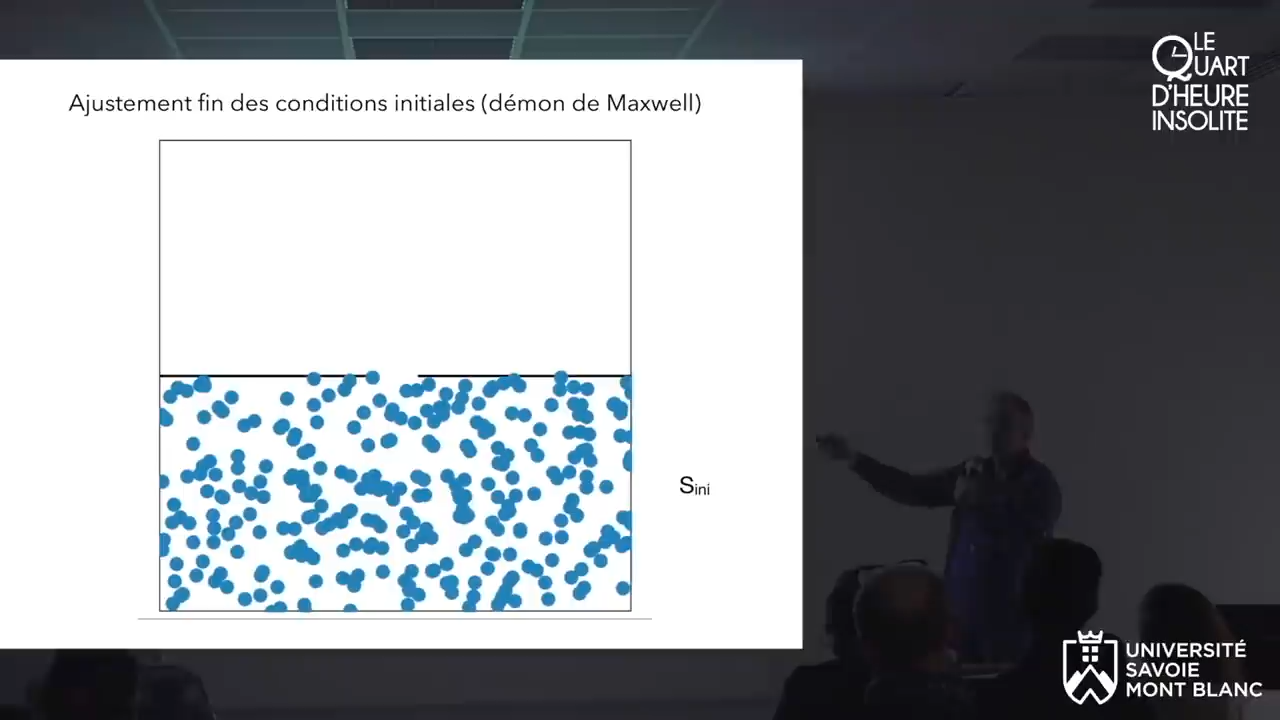 Ajustement fin des conditions initiales (démon de Maxwell)
LE
QUART
D'HEURE
INSOLITE
Sini
UNIVERSITÉ
SAVOIE
MONT BLANC